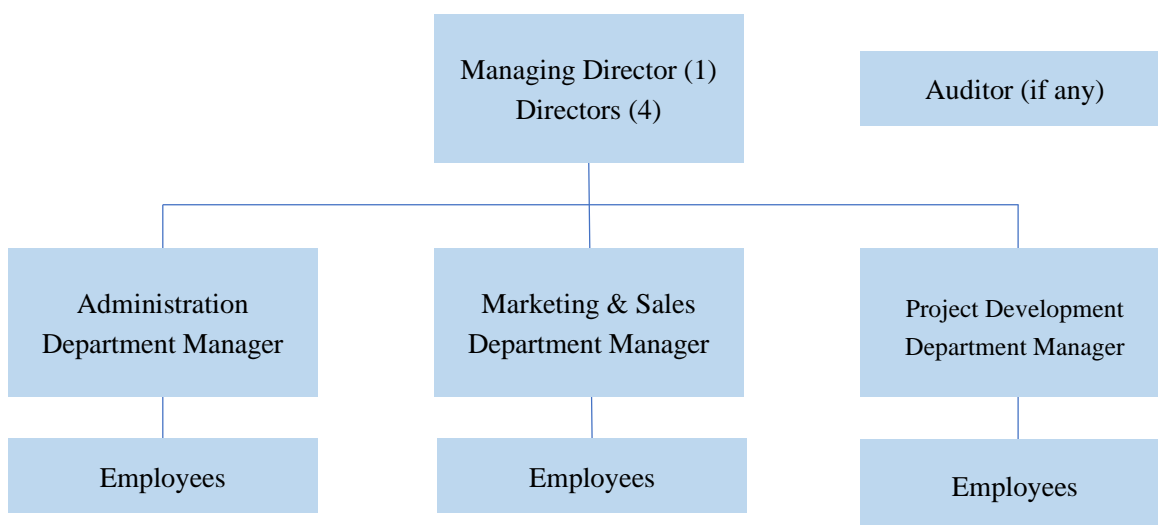 Managing Director (1)
Directors (4)
Auditor (if any)
Administration
Department Manager
Marketing & Sales
Department Manager
Project Development
Department Manager
Employees
Employees
Employees